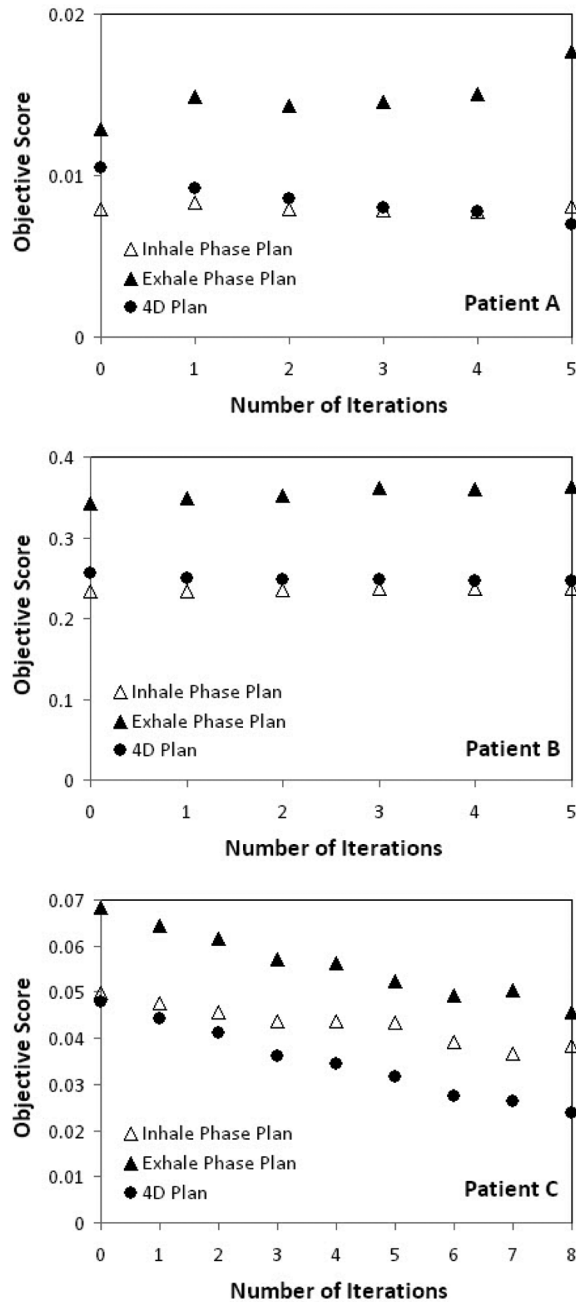 0.02
0.01
0
Objective Score
△ Inhale Phase Plan
▲ Exhale Phase Plan
● 4D Plan
Patient A
0 1 2 3 4 5
Number of Iterations
0.4
0.3
0.2
0.1
0
Objective Score
△ Inhale Phase Plan
▲ Exhale Phase Plan
● 4D Plan
Patient B
0 1 2 3 4 5
Number of Iterations
0.07
0.06
0.05
0.04
0.03
0.02
0.01
0
Objective Score
△ Inhale Phase Plan
▲ Exhale Phase Plan
● 4D Plan
Patient C
0 1 2 3 4 5 6 7 8
Number of Iterations